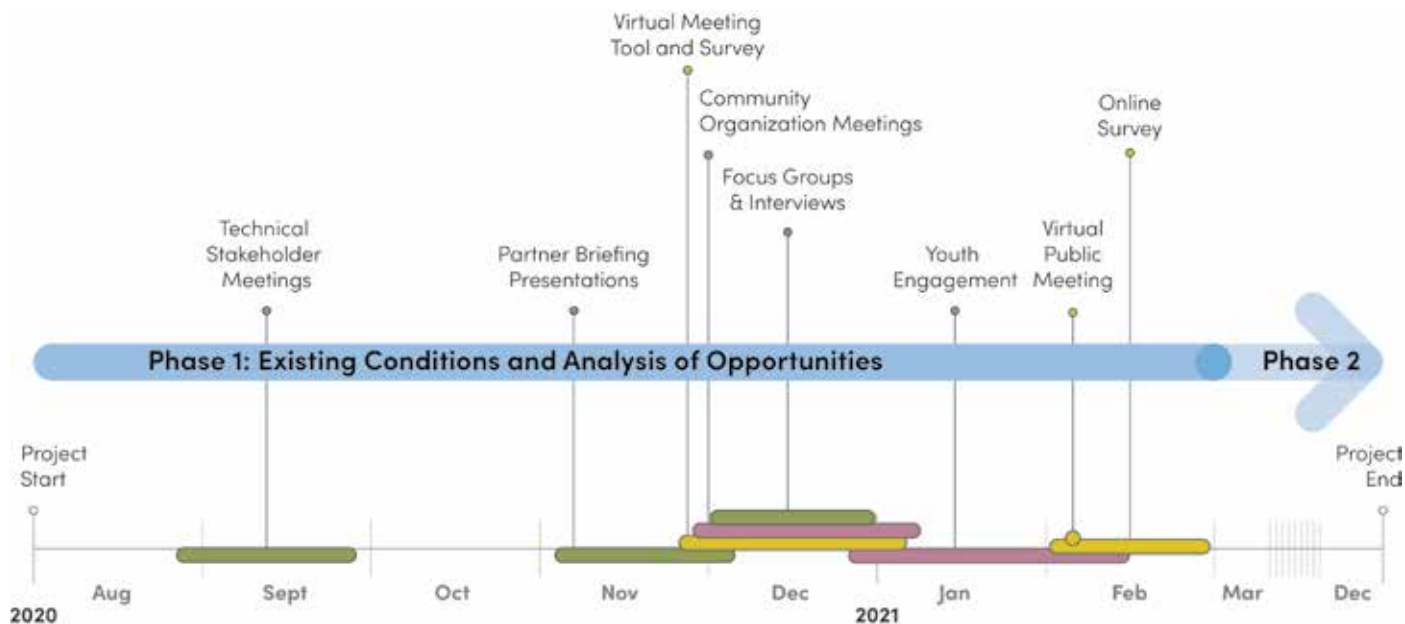 Virtual Meeting
Tool and Survey
Community
Organization Meetings
Online
Survey
Focus Groups
& Interviews
Technical
Stakeholder
Meetings
Partner Briefing
Presentations
Youth
Engagement
Virtual
Public
Meeting
Phase 1: Existing Conditions and Analysis of Opportunities
Phase 2
Project
Start
Project
End
Aug
Sept
Oct
Nov
Dec
Jan
Feb
Mar
Dec
2020
2021